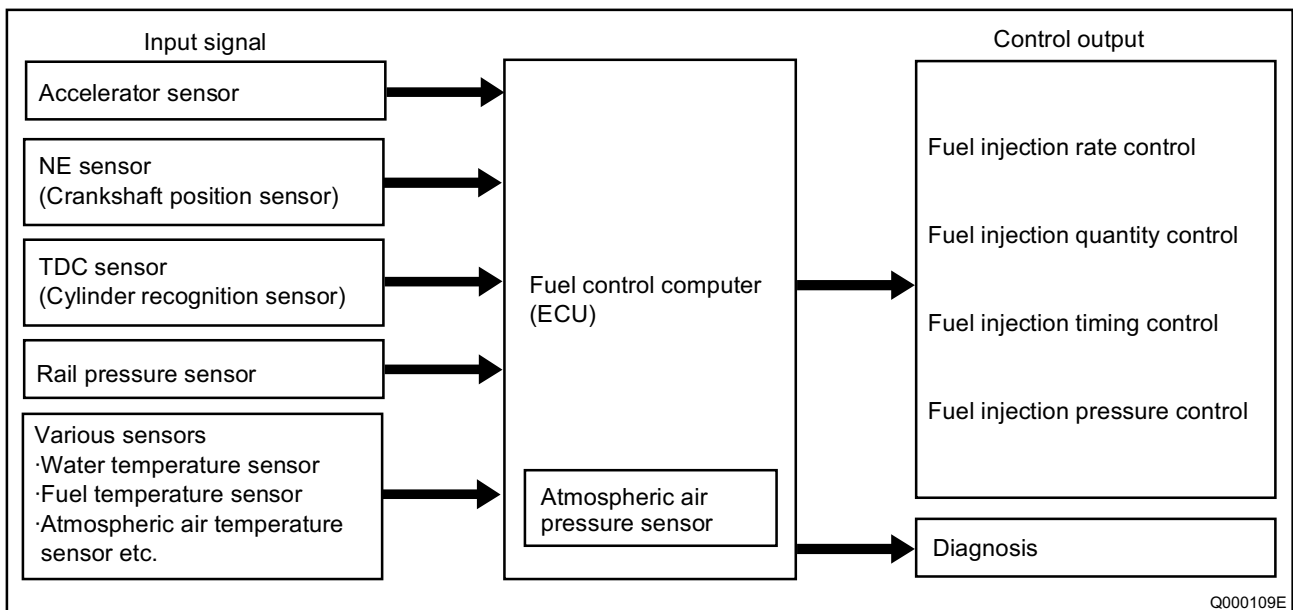 Input signal
Accelerator sensor
NE sensor
(Crankshaft position sensor)
TDC sensor
(Cylinder recognition sensor)
Rail pressure sensor
Various sensors
·Water temperature sensor
·Fuel temperature sensor
·Atmospheric air temperature
sensor etc.
Fuel control computer
(ECU)
Atmospheric air
pressure sensor
Control output
Fuel injection rate control
Fuel injection quantity control
Fuel injection timing control
Fuel injection pressure control
Diagnosis
Q000109E